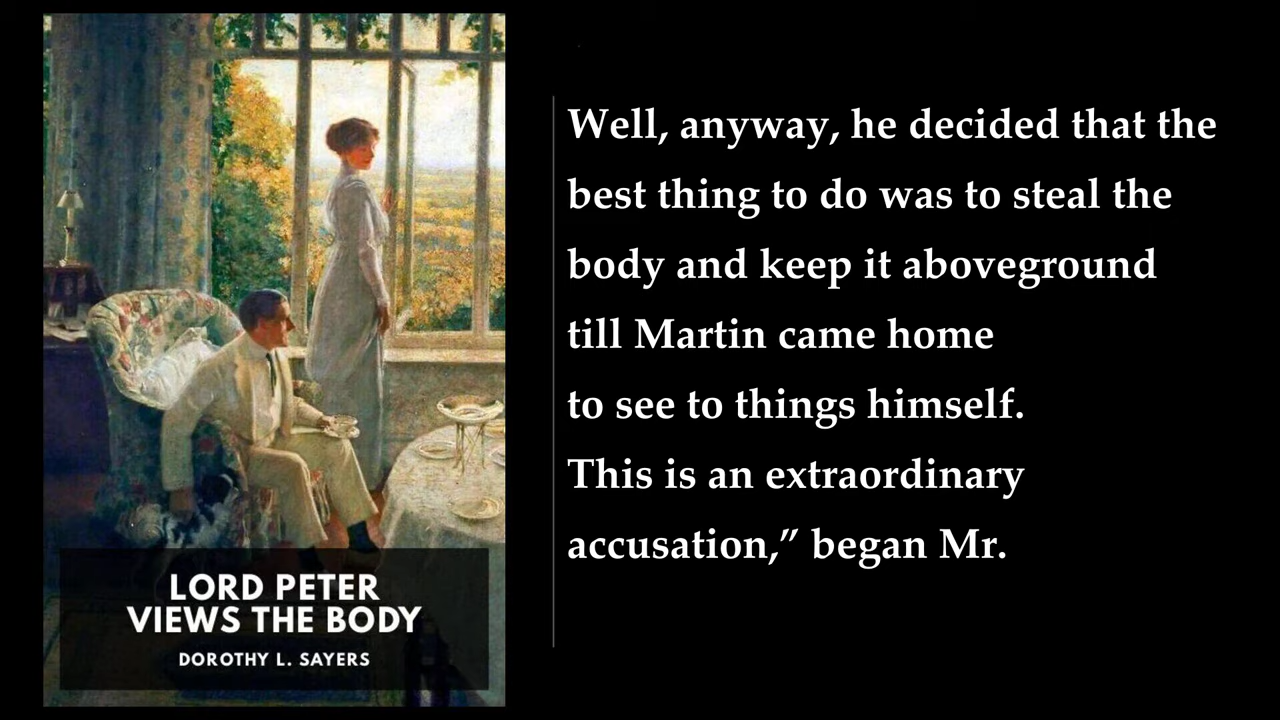 LORD PETER
VIEWS THE BODY
DOROTHY L. SAYERS
Well, anyway, he decided that the
best thing to do was to steal the
body and keep it aboveground
till Martin came home
to see to things himself.
This is an extraordinary
accusation,” began Mr.